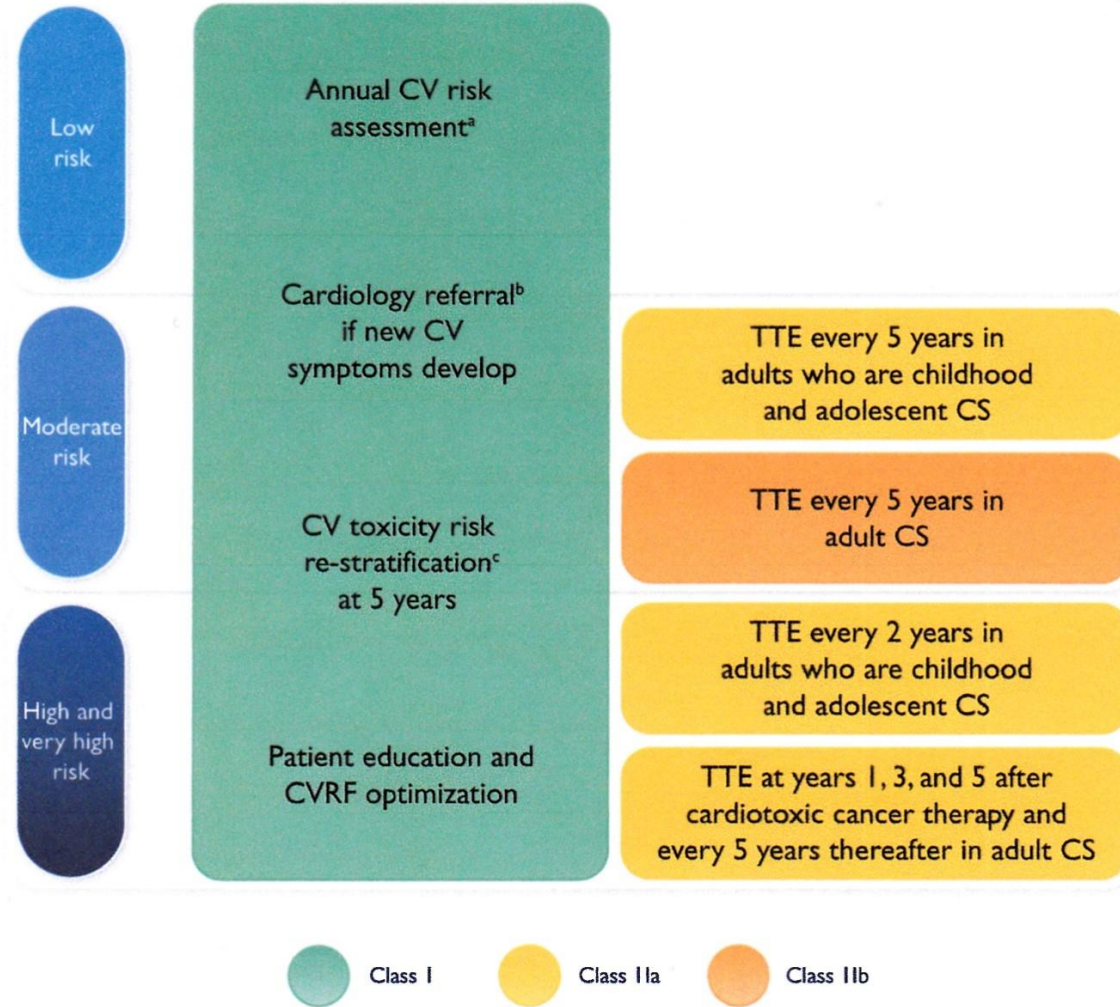 Low
risk
Annual CV risk
assessmentᵃ
Cardiology referralᵇ
if new CV
symptoms develop
Moderate
risk
TTE every 5 years in
adults who are childhood
and adolescent CS
TTE every 5 years in
adult CS
CV toxicity risk
re-stratificationᶜ
at 5 years
High and
very high
risk
Patient education and
CVRF optimization
TTE every 2 years in
adults who are childhood
and adolescent CS
TTE at years 1, 3, and 5 after
cardiotoxic cancer therapy and
every 5 years thereafter in adult CS
Class I
Class IIa
Class IIb